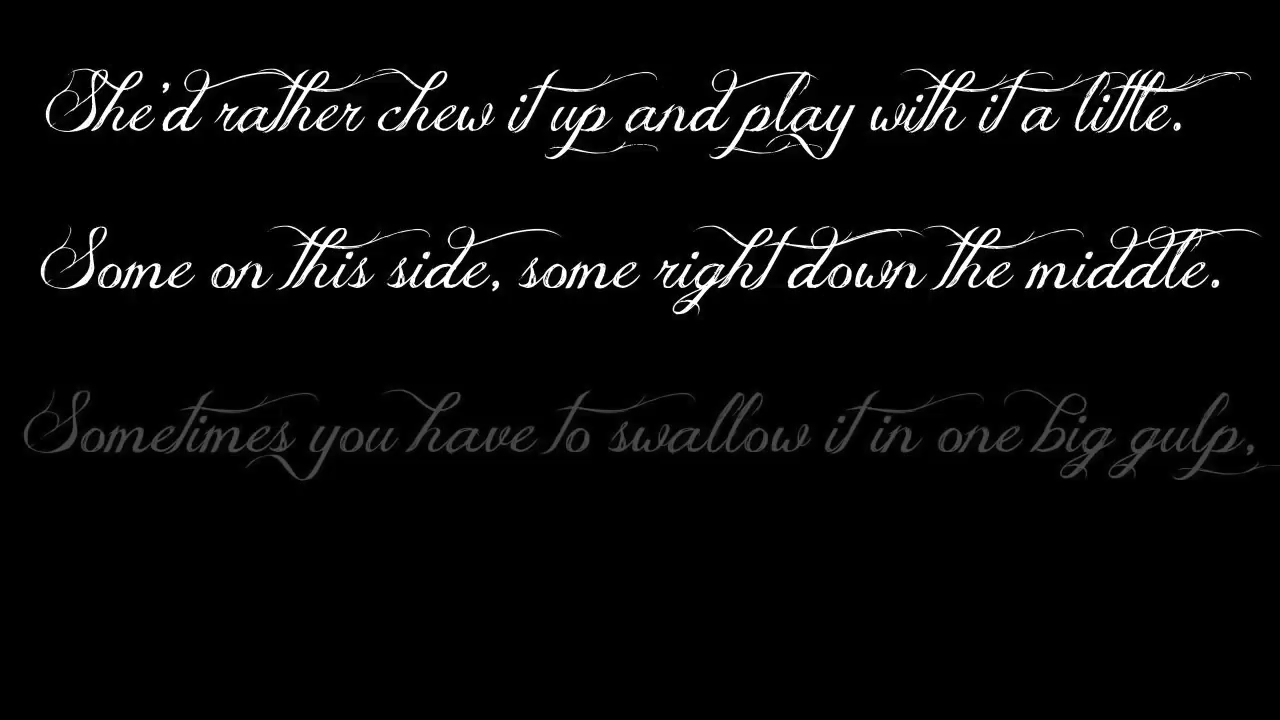 She'd rather chew it up and play with it a little.
Some on this side, some right down the middle.
Sometimes you have to swallow it in one big gulp,